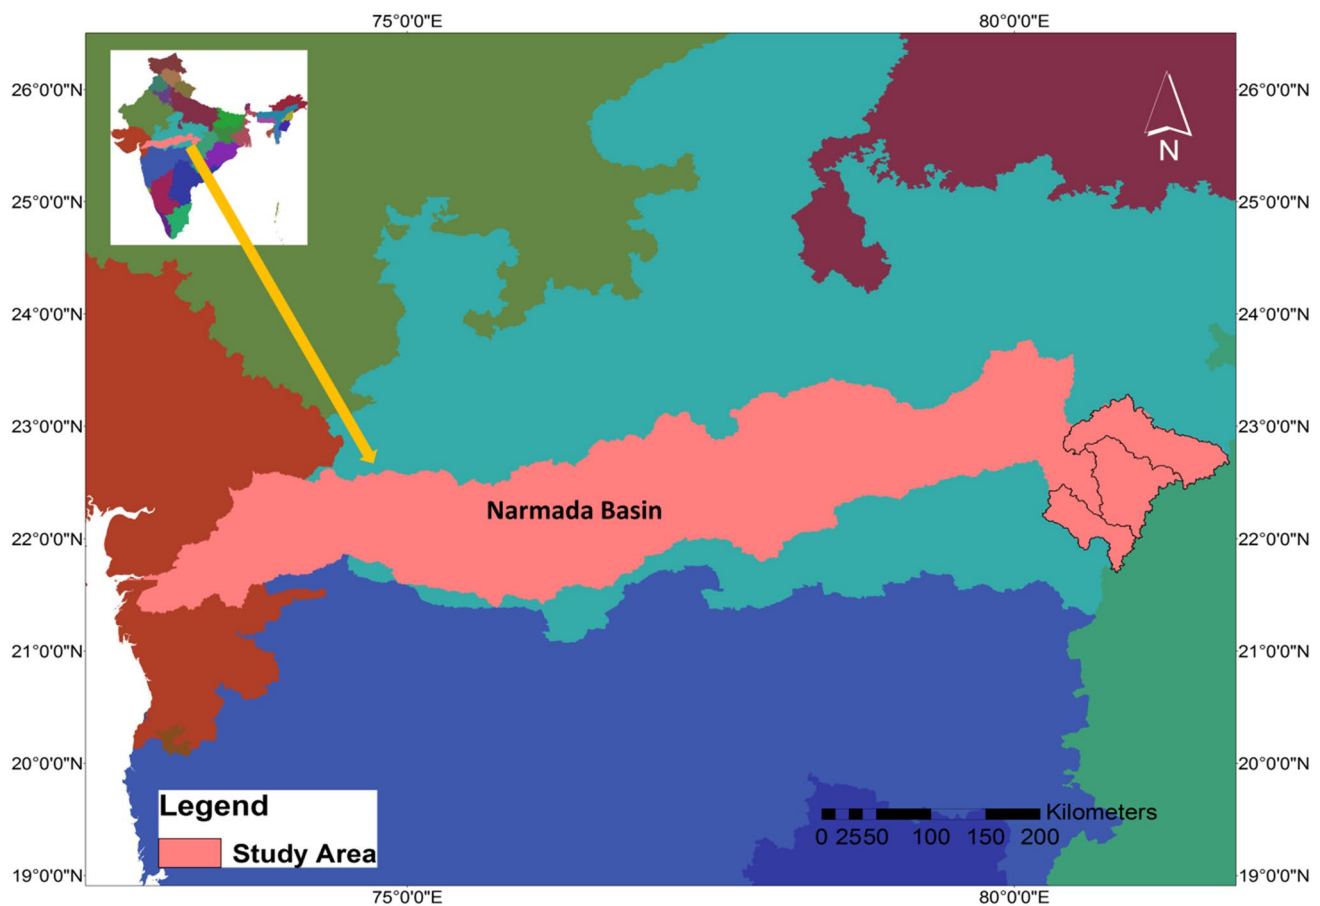 75°0'0"E 80°0'0"E
26°0'0"N 26°0'0"N
N
25°0'0"N 25°0'0"N
24°0'0"N 24°0'0"N
23°0'0"N 23°0'0"N
Narmada Basin
22°0'0"N 22°0'0"N
21°0'0"N 21°0'0"N
20°0'0"N 20°0'0"N
Legend
Kilometers
0 25 50 100 150 200
Study Area
19°0'0"N 19°0'0"N
75°0'0"E 80°0'0"E